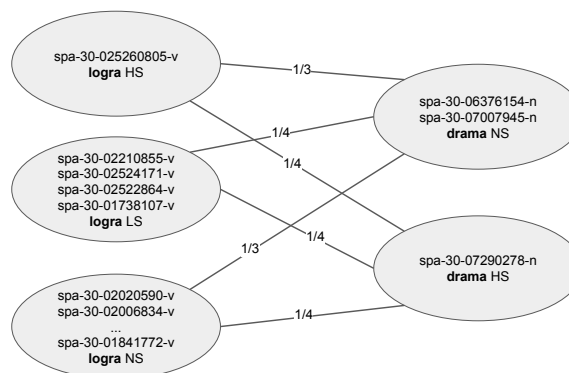 spa-30-025260805-v
logra HS
spa-30-02210855-v
spa-30-02524171-v
spa-30-02522864-v
spa-30-01738107-v
logra LS
spa-30-02020590-v
spa-30-02006834-v
...
spa-30-01841772-v
logra NS
1/3
1/4
1/4
1/4
1/3
1/4
spa-30-06376154-n
spa-30-07007945-n
drama NS
spa-30-07290278-n
drama HS